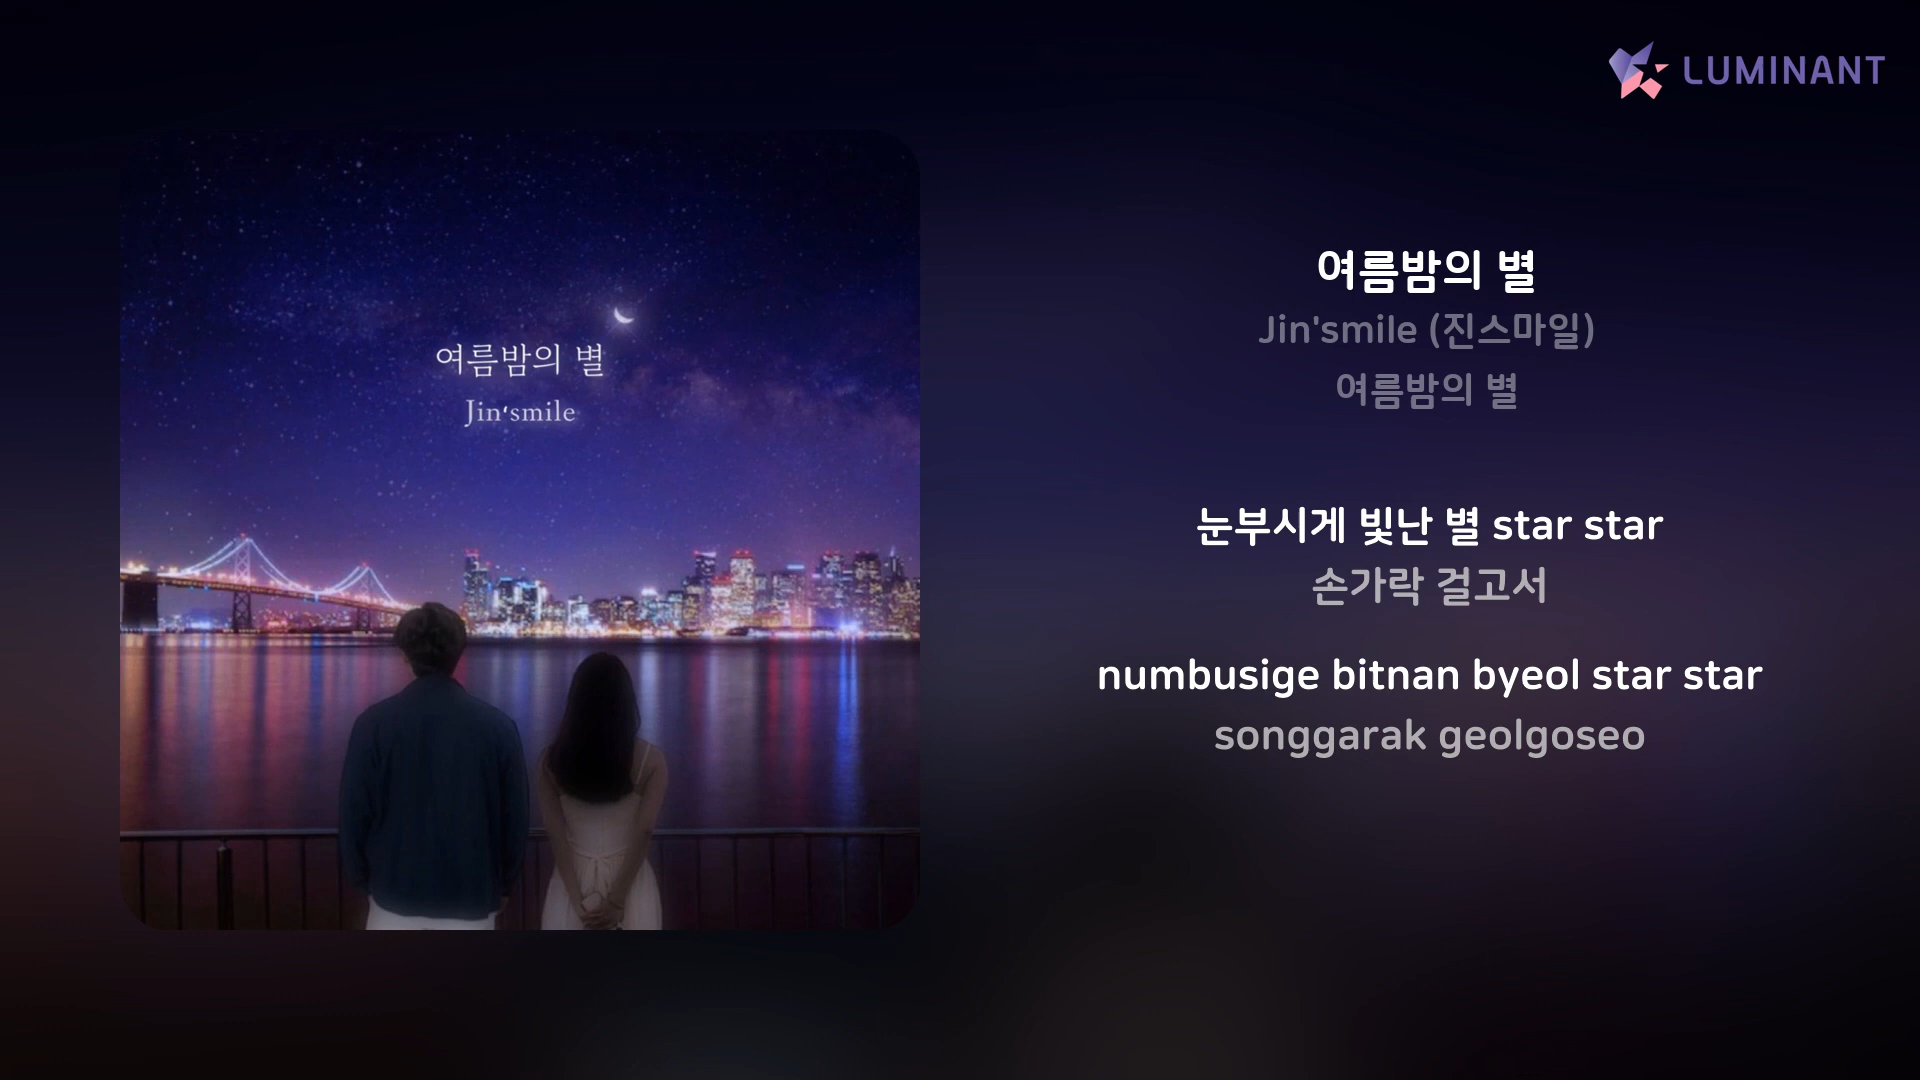 LUMINANT
여름밤의 별
Jin'smile
여름밤의 별
Jin'smile (진스마일)
여름밤의 별
눈부시게 빛난 별 star star
손가락 걸고서
numbusige bitnan byeol star star
songgarak geolgoseo